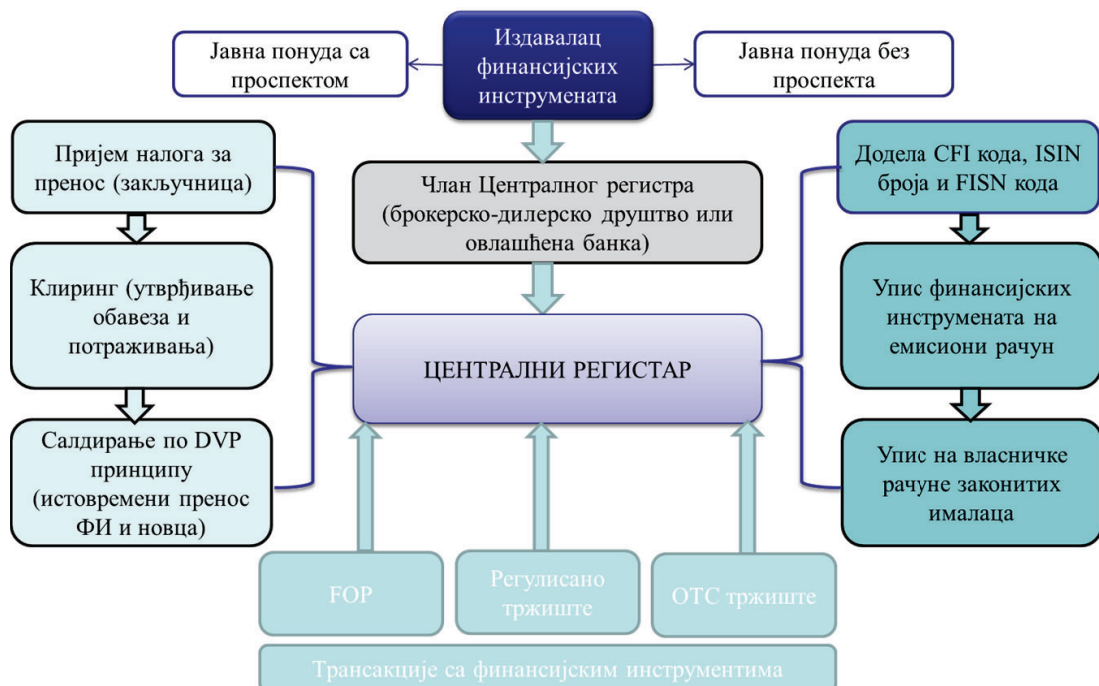 Јавна понуда са
проспектом
Издавалац
финансијских
инструмената
Јавна понуда без
проспекта
Пријем налога за
пренос (закључница)
Члан Централног регистра
(брокерско-дилерско друштво или
овлашћена банка)
Додела CFI кода, ISIN
броја и FISN кода
Клиринг (утврђивање
обавеза и
потраживања)
ЦЕНТРАЛНИ РЕГИСТАР
Упис финансијских
инструмената на
емисиони рачун
Салдирање по DVP
принципу
(истовремени пренос
ФИ и новца)
Упис на власничке
рачуне законитих
ималаца
FOP
Регулисано
тржиште
ОТС тржиште
Трансакције са финансијским инструментима